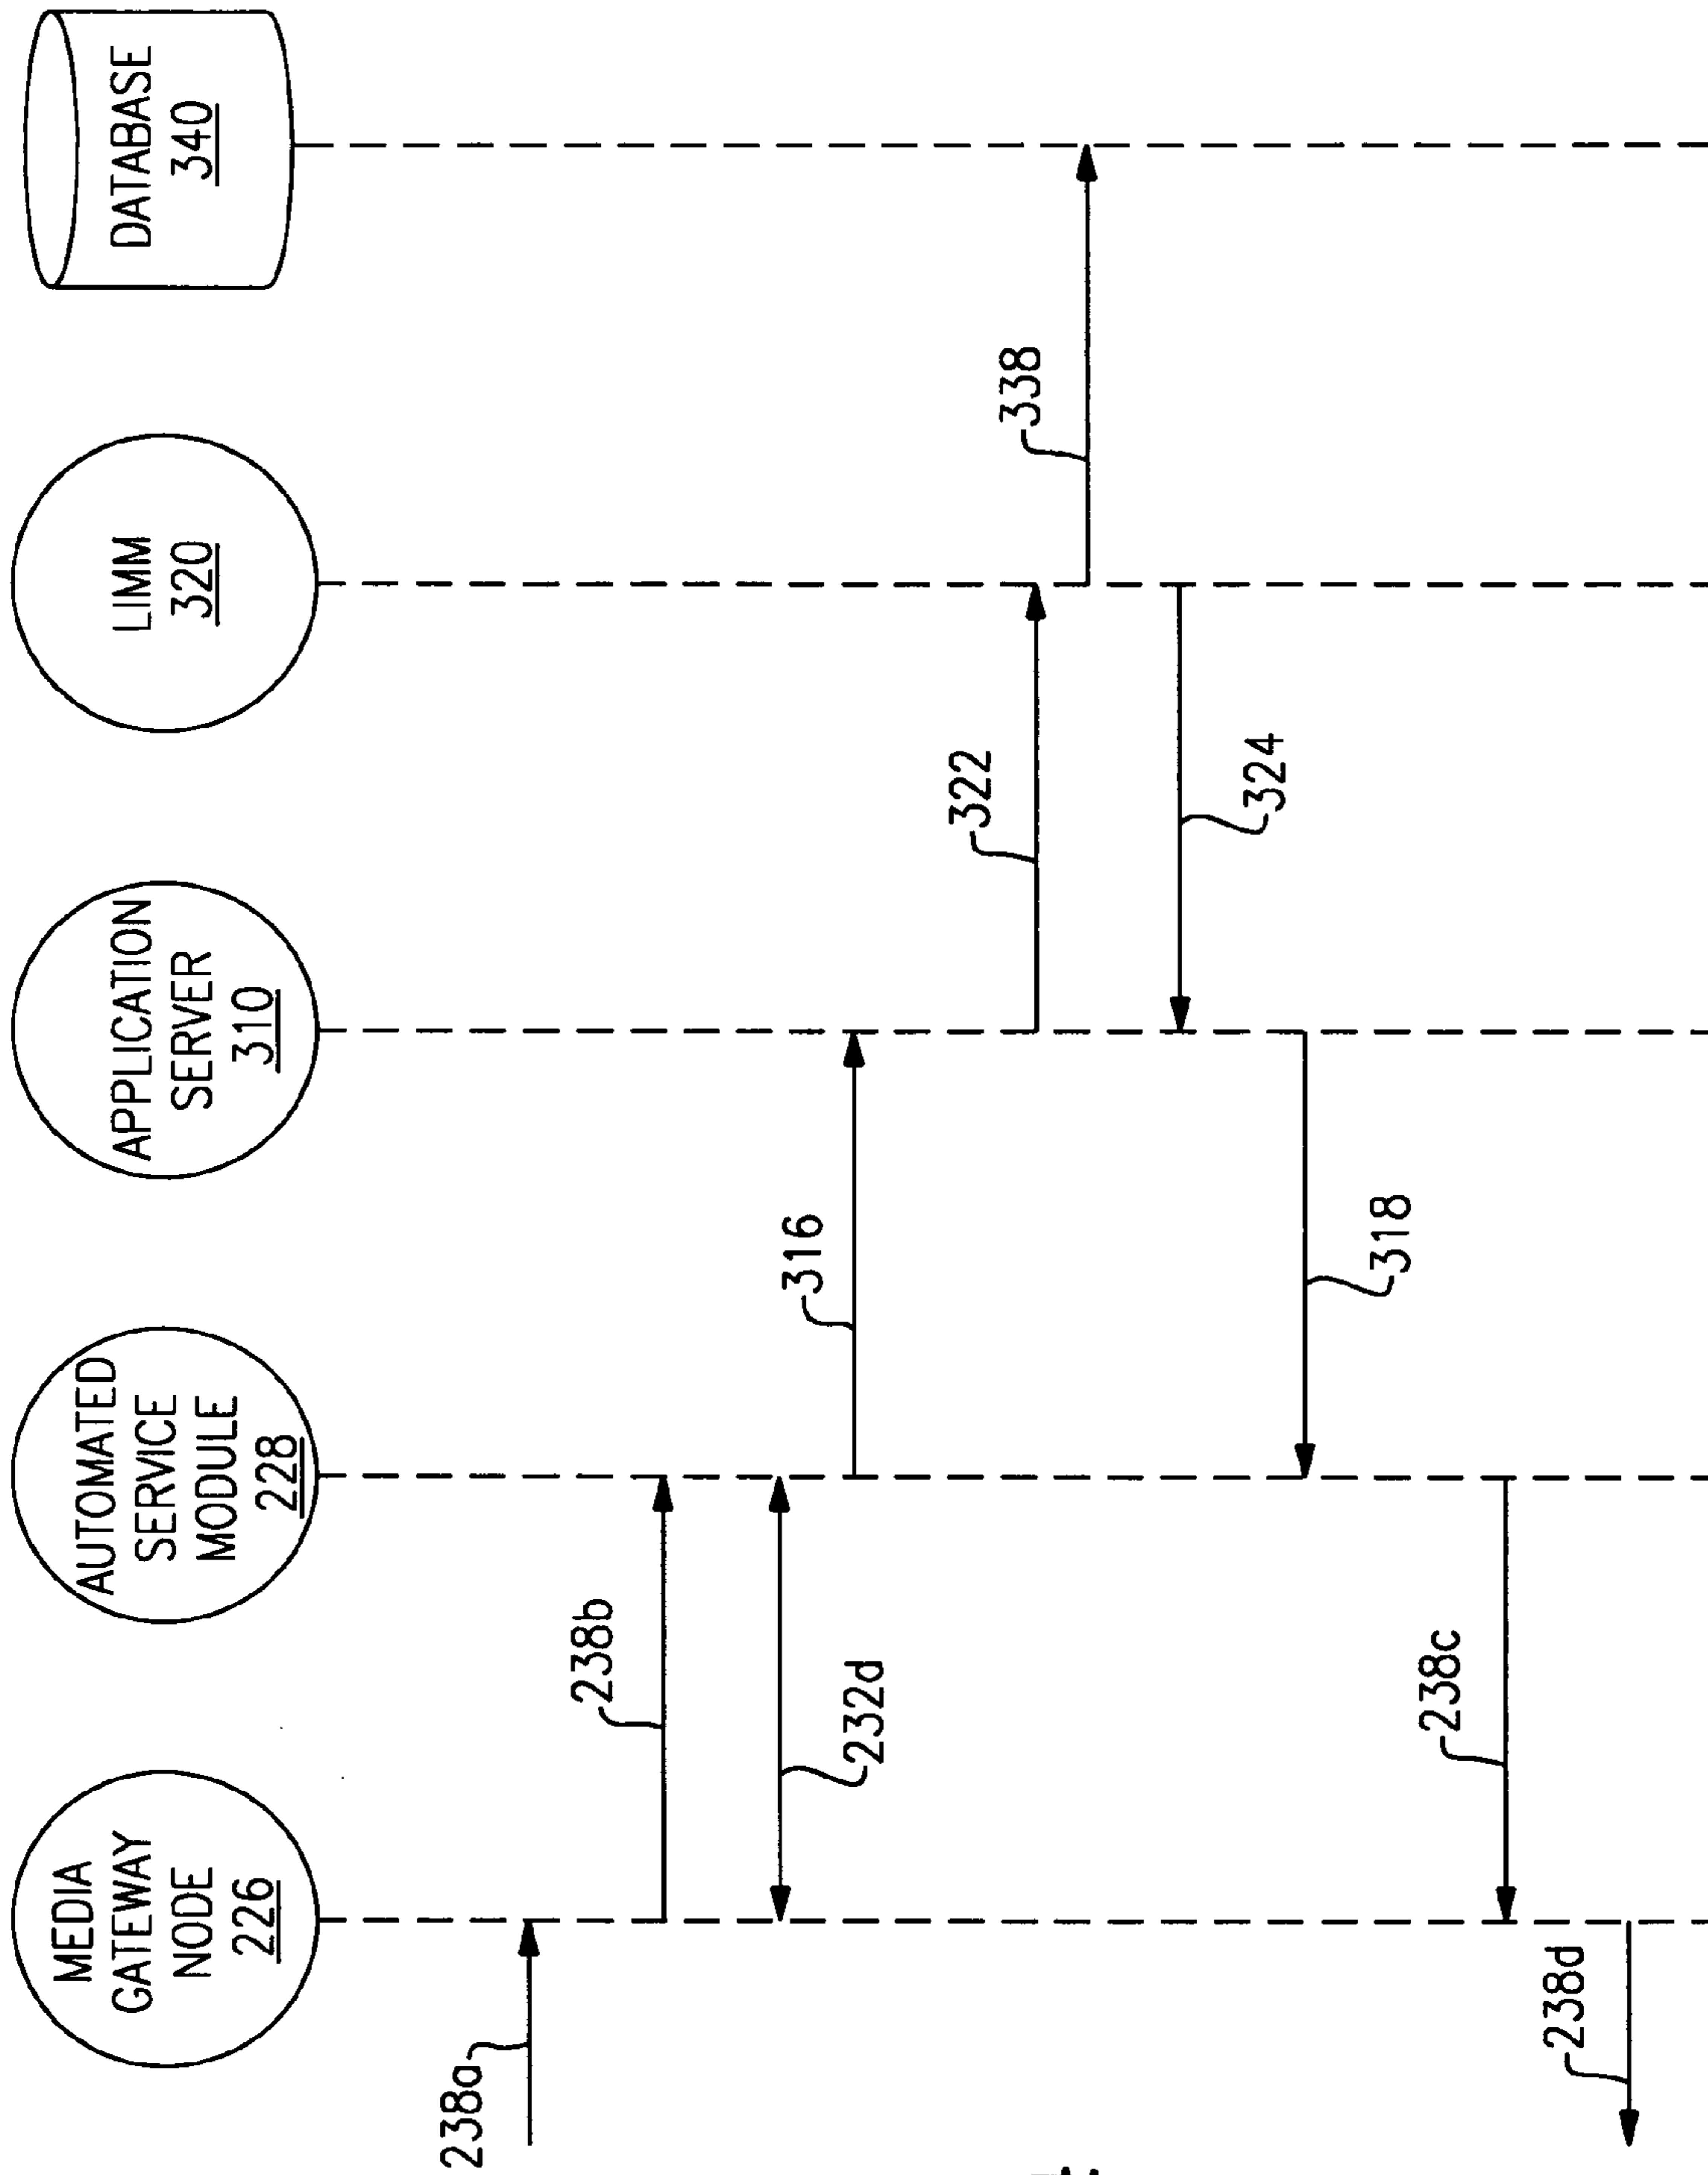 MEDIA
GATEWAY
NODE
226
AUTOMATED
SERVICE
MODULE
228
APPLICATION
SERVER
310
LIMM
320
DATABASE
340
238a
238b
232d
316
322
338
324
318
238c
238d